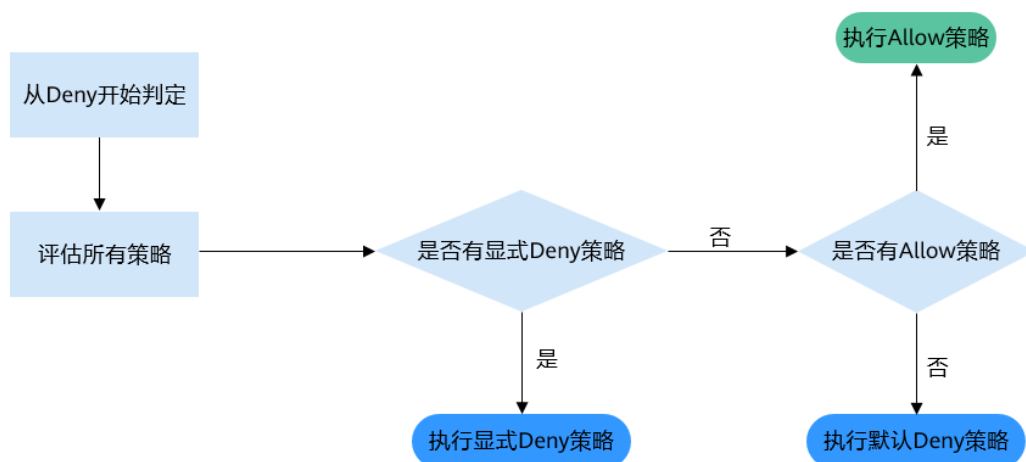 执行Allow策略
从Deny开始判定
是
评估所有策略
是否有显式Deny策略
否
是否有Allow策略
是
否
执行显式Deny策略
执行默认Deny策略